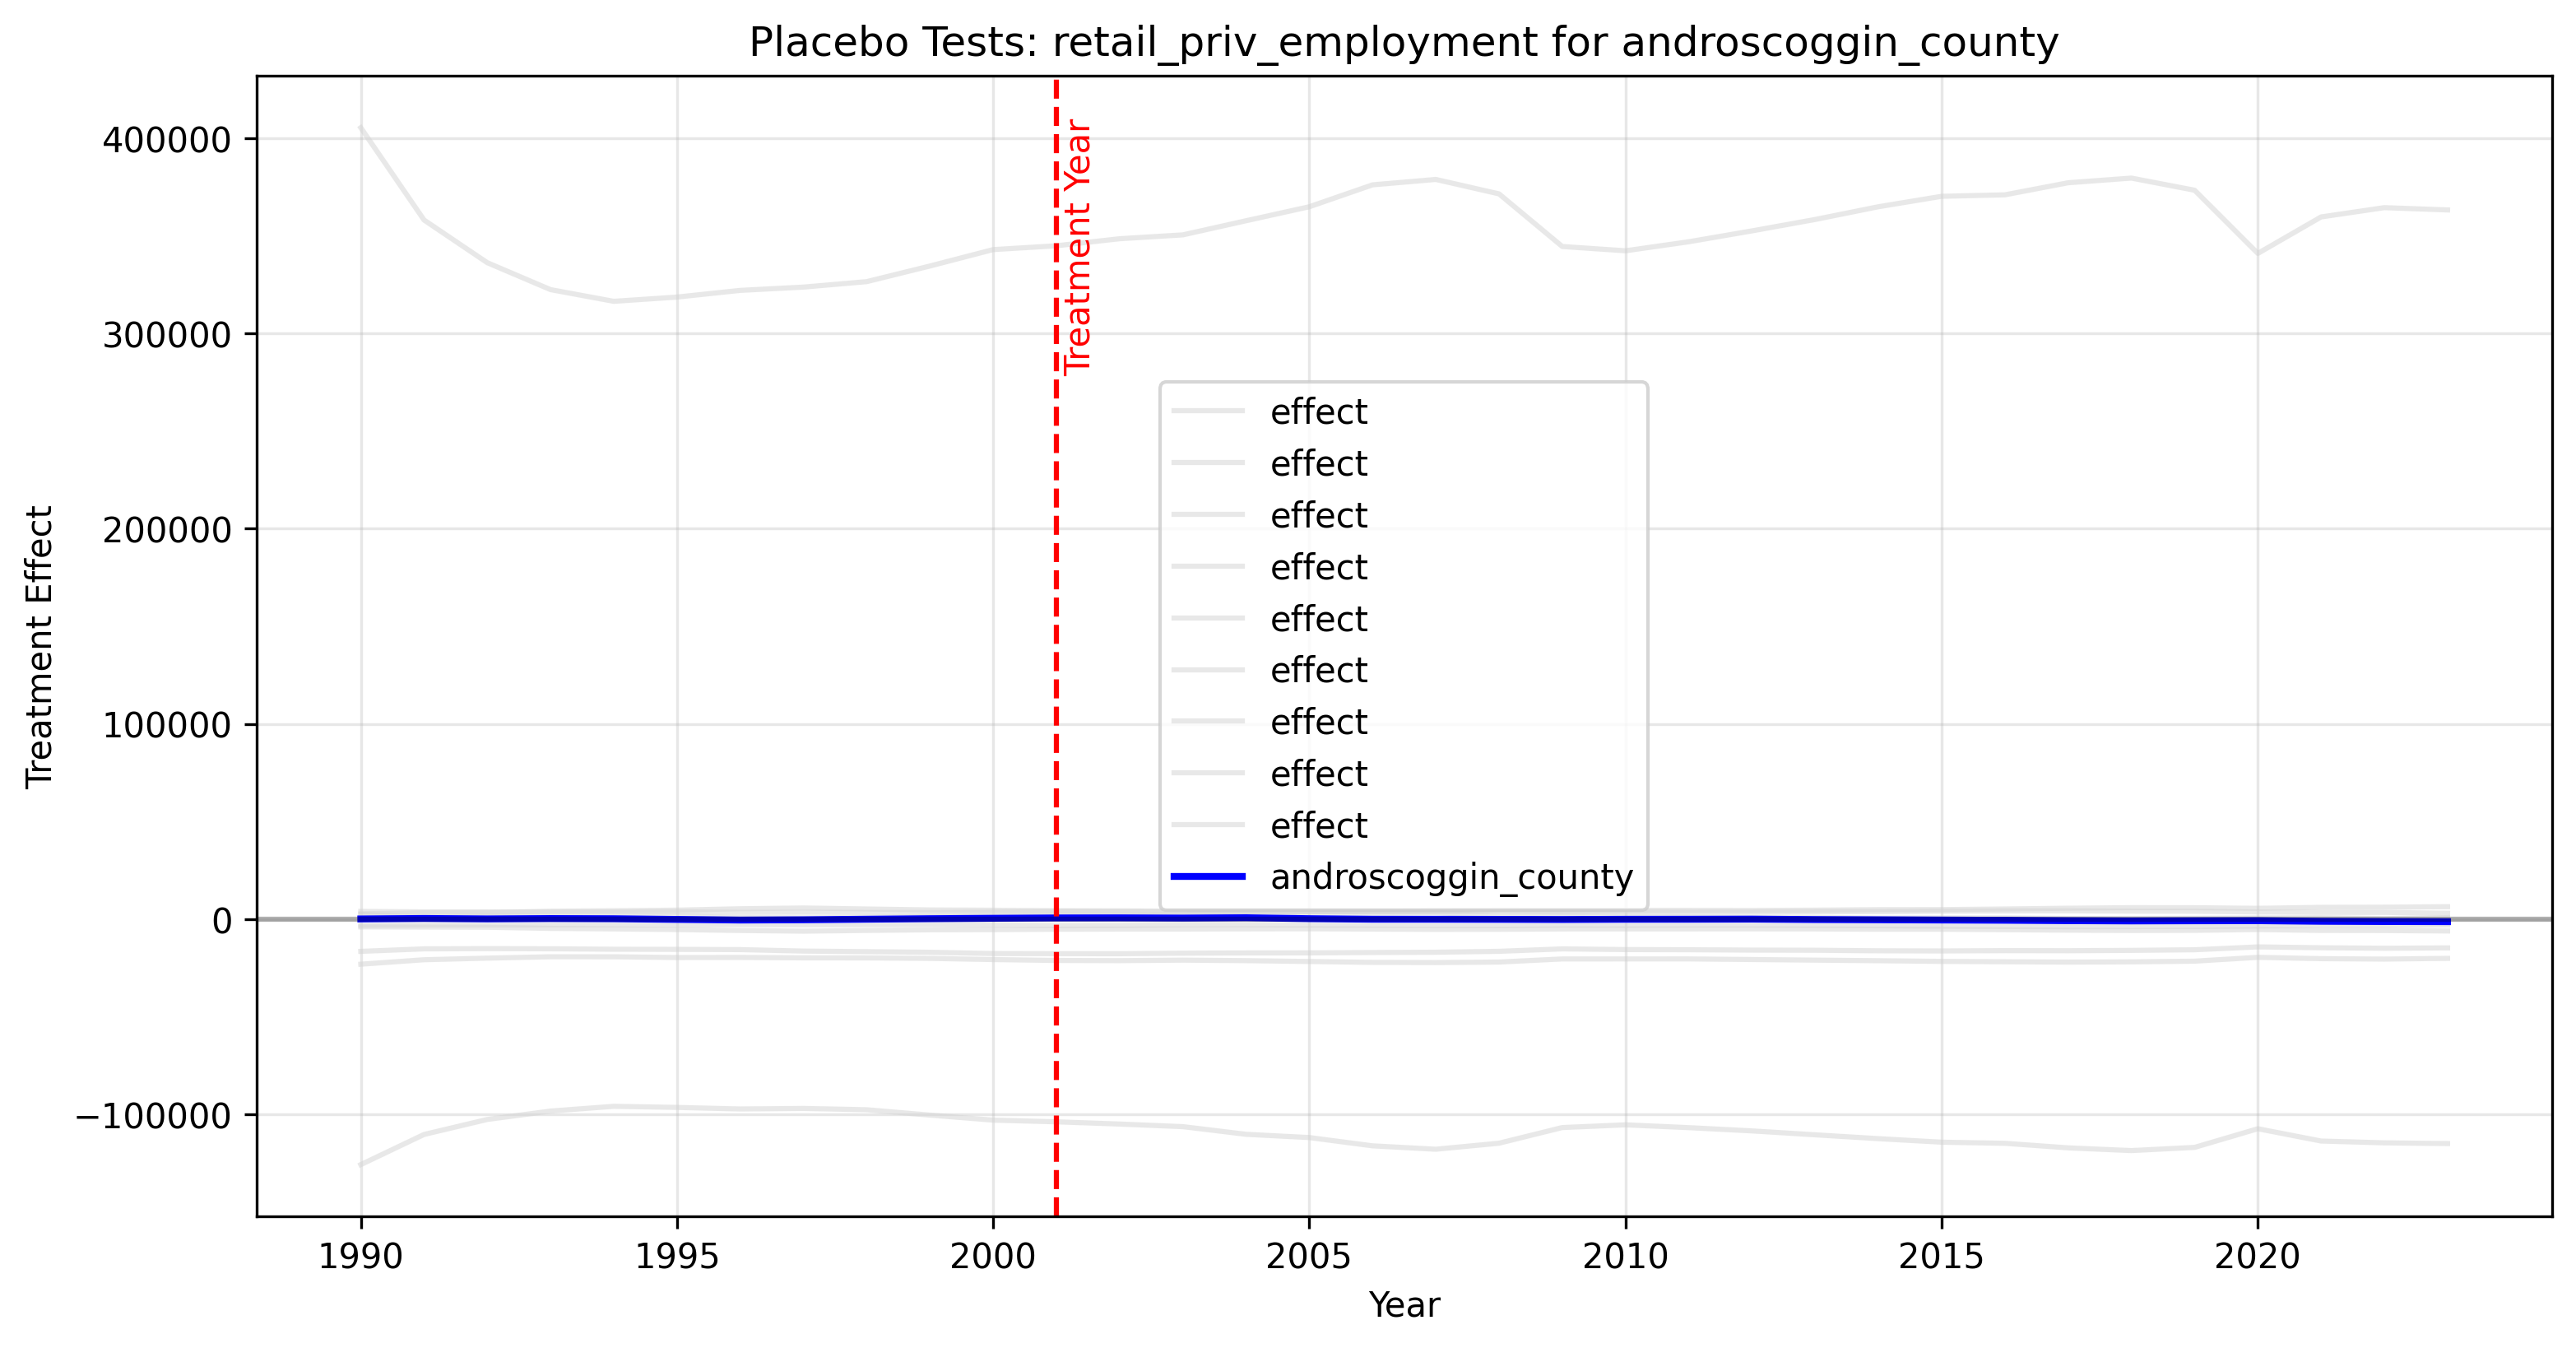 Placebo Tests: retail_priv_employment for androscoggin_county
400000
300000
200000
100000
0
−100000
Treatment Effect
Treatment Year
effect
effect
effect
effect
effect
effect
effect
effect
effect
androscoggin_county
1990
1995
2000
2005
2010
2015
2020
Year